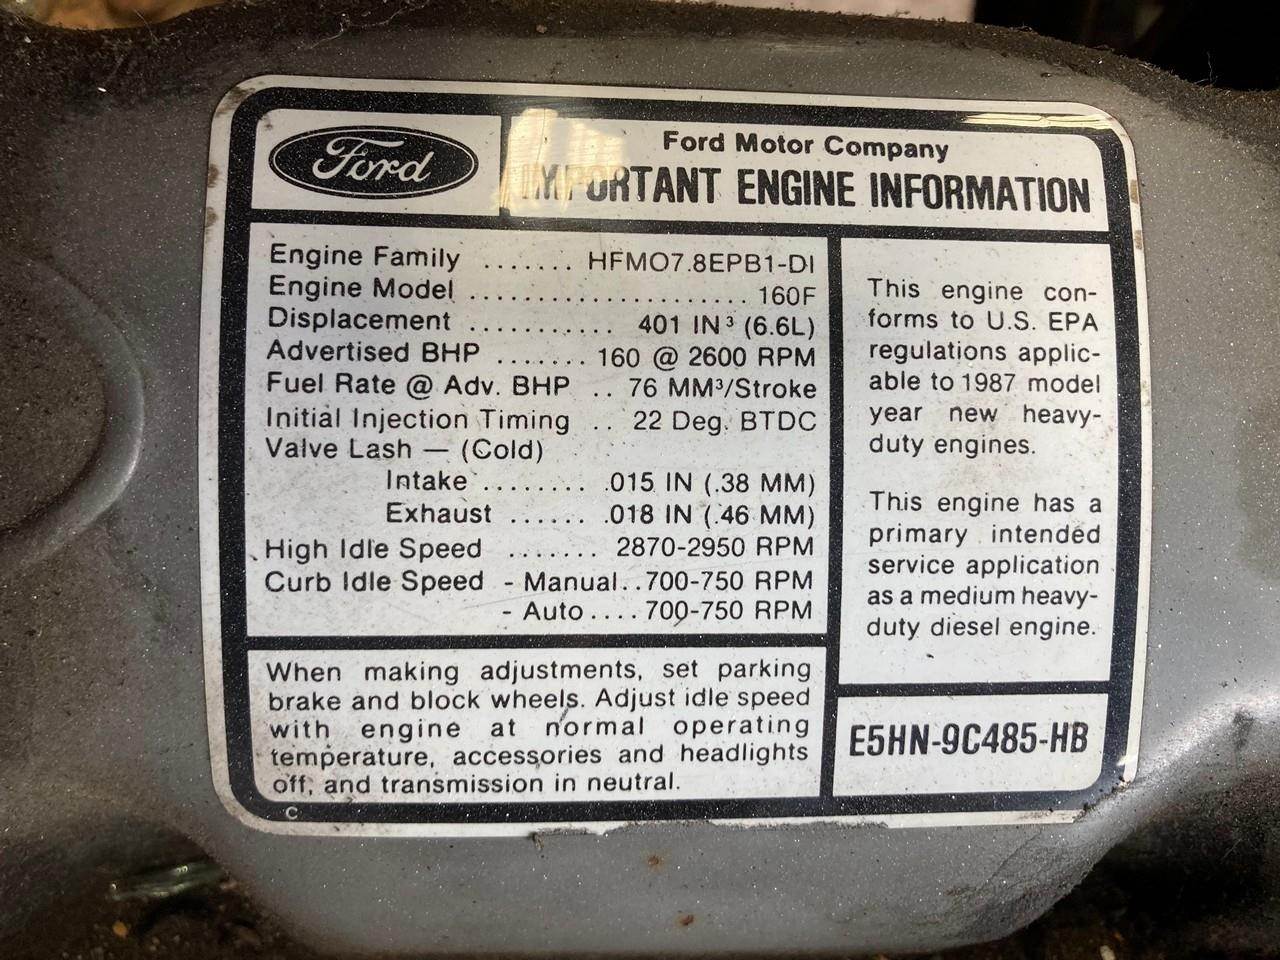 Ford
Ford Motor Company
IMPORTANT ENGINE INFORMATION
Engine Family ....... HFMO7.8EPB1-DI
Engine Model ..................... 160F
Displacement ........... 401 IN³ (6.6L)
Advertised BHP ....... 160 @ 2600 RPM
Fuel Rate @ Adv. BHP .. 76 MM³/Stroke
Initial Injection Timing .. 22 Deg. BTDC
Valve Lash — (Cold)
Intake ........ .015 IN (.38 MM)
Exhaust ...... .018 IN (.46 MM)
High Idle Speed ....... 2870-2950 RPM
Curb Idle Speed - Manual..700-750 RPM
- Auto ....700-750 RPM
When making adjustments, set parking
brake and block wheels. Adjust idle speed
with engine at normal operating
temperature, accessories and headlights
off, and transmission in neutral.
C
This engine con-
forms to U.S. EPA
regulations applic-
able to 1987 model
year new heavy-
duty engines.
This engine has a
primary intended
service application
as a medium heavy-
duty diesel engine.
E5HN-9C485-HB